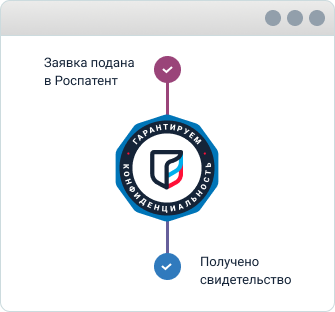 Заявка подана
в Роспатент
ГАРАНТИРУЕМ
КОНФИДЕНЦИАЛЬНОСТЬ
Получено
свидетельство